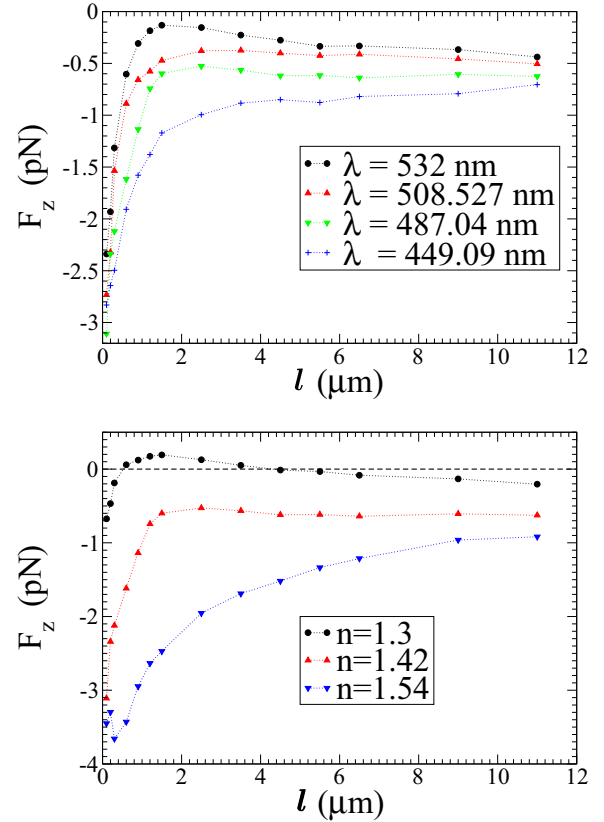 0
-0.5
-1
-1.5
-2
-2.5
-3
F_z (pN)
λ = 532 nm
λ = 508.527 nm
λ = 487.04 nm
λ = 449.09 nm
0 2 4 6 8 10 12
l (μm)
0
-1
-2
-3
-4
F_z (pN)
n=1.3
n=1.42
n=1.54
0 2 4 6 8 10 12
l (μm)